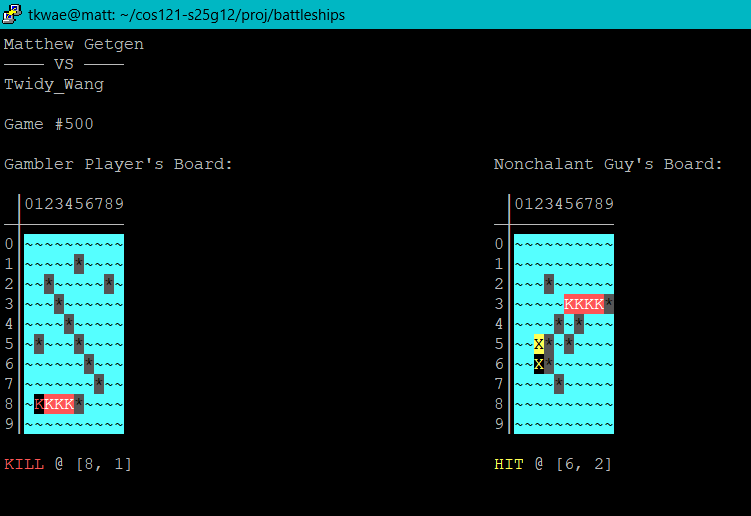 tkwae@matt: ~/cos121-s25g12/proj/battleships
Matthew Getgen
———— VS ————
Twidy_Wang
Game #500
Gambler Player's Board: Nonchalant Guy's Board:
|0123456789 |0123456789
0|~~~~~~~~~~ 0|~~~~~~~~~~
1|~~~~~*~~~~ 1|~~~~~~~~~~
2|~~*~~~~~*~ 2|~~~*~~~~~~
3|~~~*~~~~~~ 3|~~~~~KKKK*
4|~~~~*~~~~~ 4|~~~~*~*~~~
5|~*~~~*~~~~ 5|~~X*~*~~~~
6|~~~~~~*~~~ 6|~~X*~~~~~~
7|~~~~~~~*~~ 7|~~~~*~~~~~
8|~KKKK*~~~~ 8|~~~~~~~~~~
9|~~~~~~~~~~ 9|~~~~~~~~~~
KILL @ [8, 1] HIT @ [6, 2]